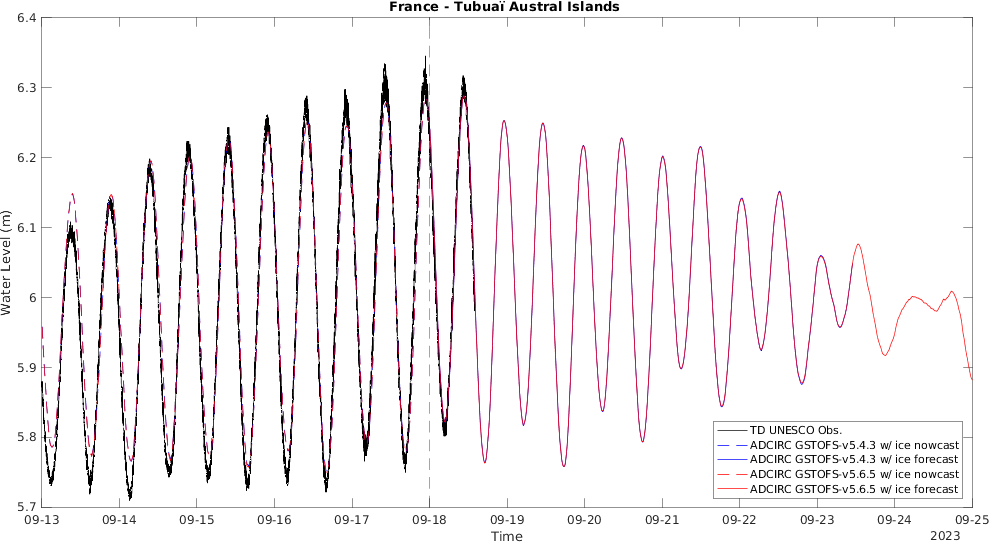 France - Tubuaï Austral Islands
6.4
6.3
6.2
6.1
6
5.9
5.8
5.7
Water Level (m)
TD UNESCO Obs.
ADCIRC GSTOFS-v5.4.3 w/ ice nowcast
ADCIRC GSTOFS-v5.4.3 w/ ice forecast
ADCIRC GSTOFS-v5.6.5 w/ ice nowcast
ADCIRC GSTOFS-v5.6.5 w/ ice forecast
09-13 09-14 09-15 09-16 09-17 09-18 09-19 09-20 09-21 09-22 09-23 09-24 09-25
Time
2023